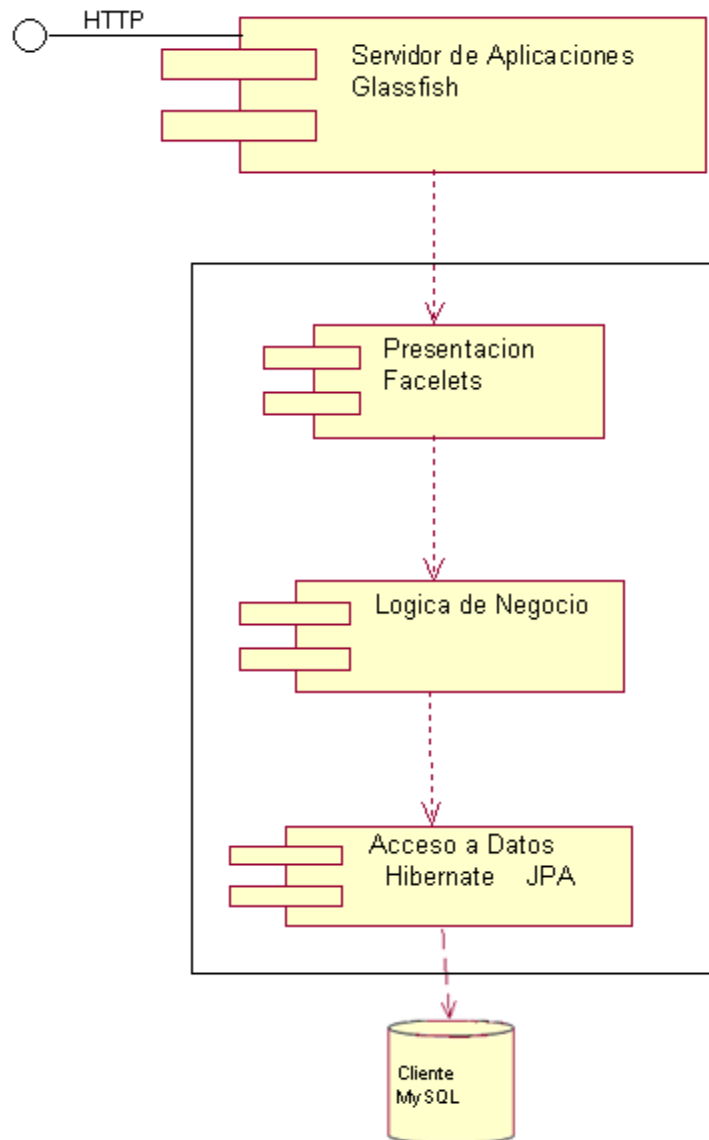 HTTP
Servidor de Aplicaciones
Glassfish
Presentacion
Facelets
Logica de Negocio
Acceso a Datos
Hibernate JPA
Cliente
MySQL